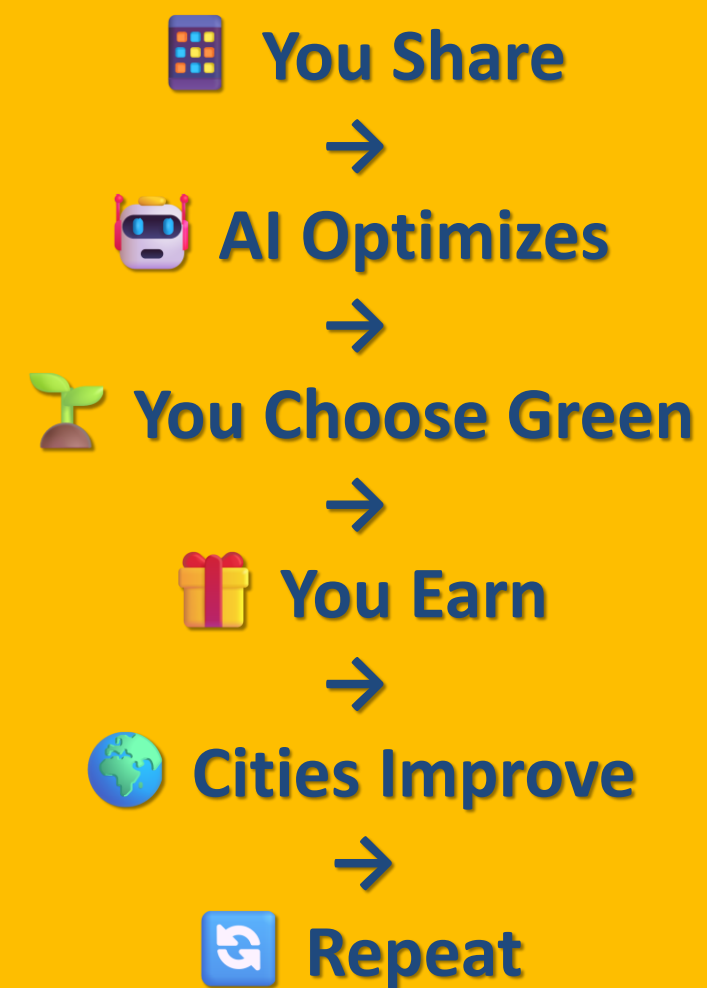 📱 You Share
→
🤖 AI Optimizes
→
🌱 You Choose Green
→
🎁 You Earn
→
🌍 Cities Improve
→
🔄 Repeat